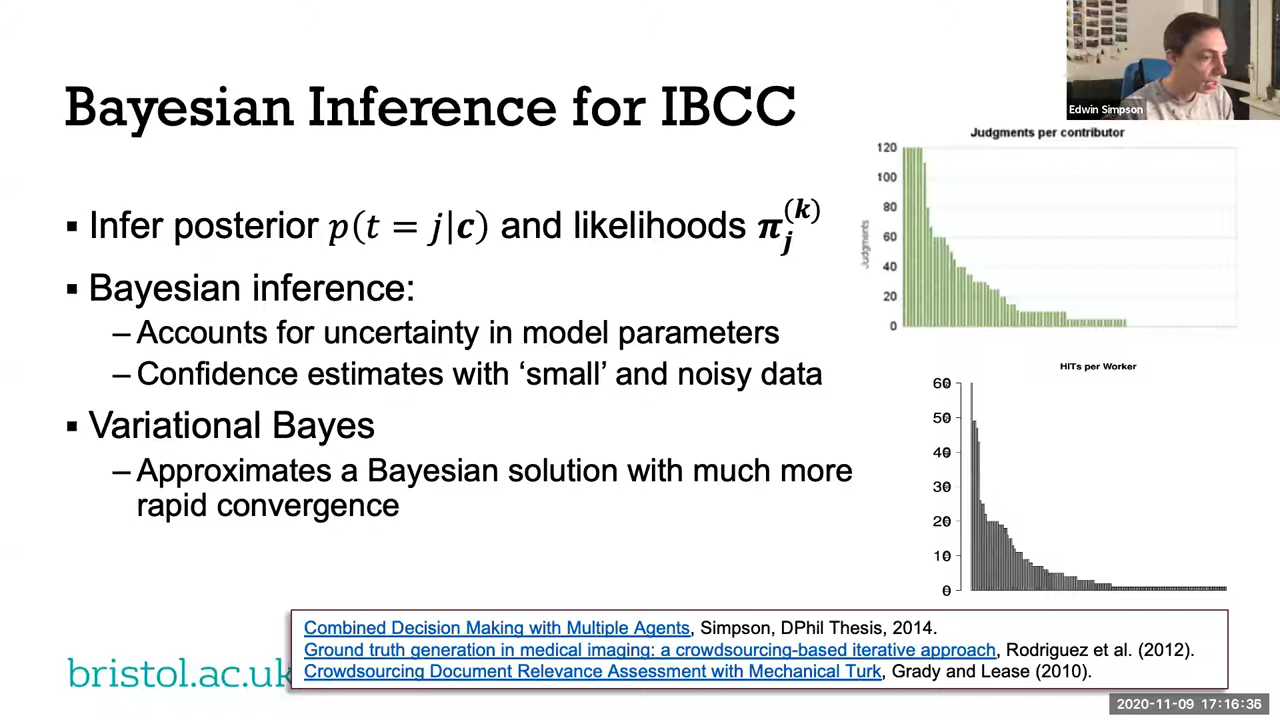 Edwin Simpson
Bayesian Inference for IBCC
▪ Infer posterior p(t = j|c) and likelihoods π_j^(k)
▪ Bayesian inference:
– Accounts for uncertainty in model parameters
– Confidence estimates with ‘small’ and noisy data
▪ Variational Bayes
– Approximates a Bayesian solution with much more
rapid convergence
Judgments per contributor
120
100
80
60
40
20
0
Judgments
HITs per Worker
60
50
40
30
20
10
0
Combined Decision Making with Multiple Agents, Simpson, DPhil Thesis, 2014.
Ground truth generation in medical imaging: a crowdsourcing-based iterative approach, Rodriguez et al. (2012).
Crowdsourcing Document Relevance Assessment with Mechanical Turk, Grady and Lease (2010).
bristol.ac.uk
2020-11-09 17:16:36